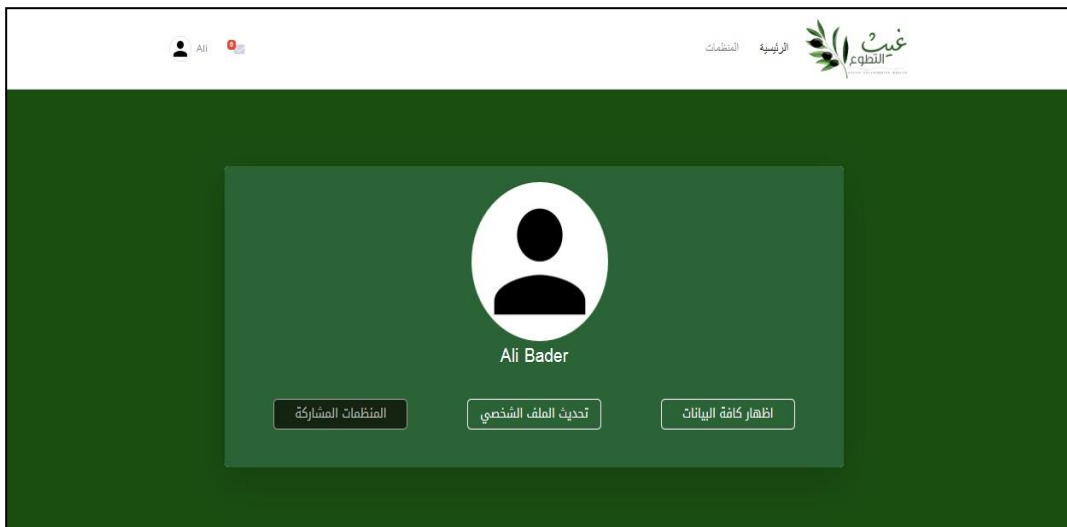 غيث
التطوع
الرئيسية
المنظمات
0
Ali
Ali Bader
اظهار كافة البيانات
تحديث الملف الشخصي
المنظمات المشاركة